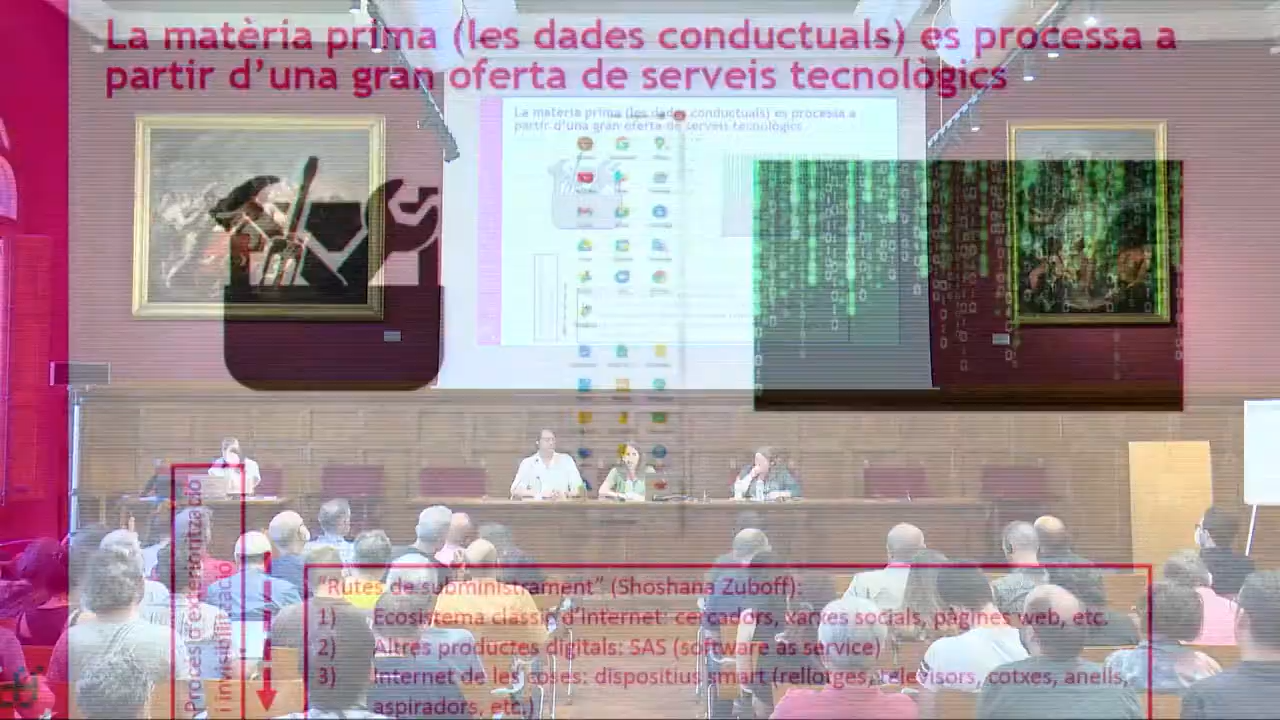 La matèria prima (les dades conductuals) es processa a
partir d'una gran oferta de serveis tecnològics
La matèria prima (les dades conductuals) es processa a
partir d'una gran oferta de serveis tecnològics
Procés d'exteriorització
i invisibilització
"Rutes de subministrament" (Shoshana Zuboff):
1) Ecosistema clàssic d'Internet: cercadors, xarxes socials, pàgines web, etc.
2) Altres productes digitals: SAS (software as service)
3) Internet de les coses: dispositius smart (rellotges, televisors, cotxes, anells,
aspiradors, etc.)